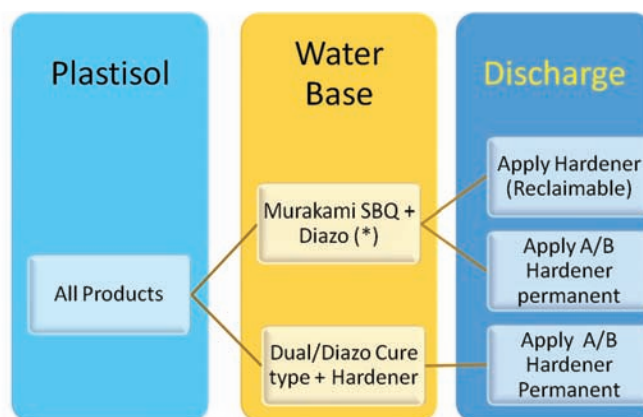 Plastisol
Water
Base
Discharge
All Products
Murakami SBQ +
Diazo (*)
Dual/Diazo Cure
type + Hardener
Apply Hardener
(Reclaimable)
Apply A/B
Hardener
permanent
Apply A/B
Hardener
Permanent